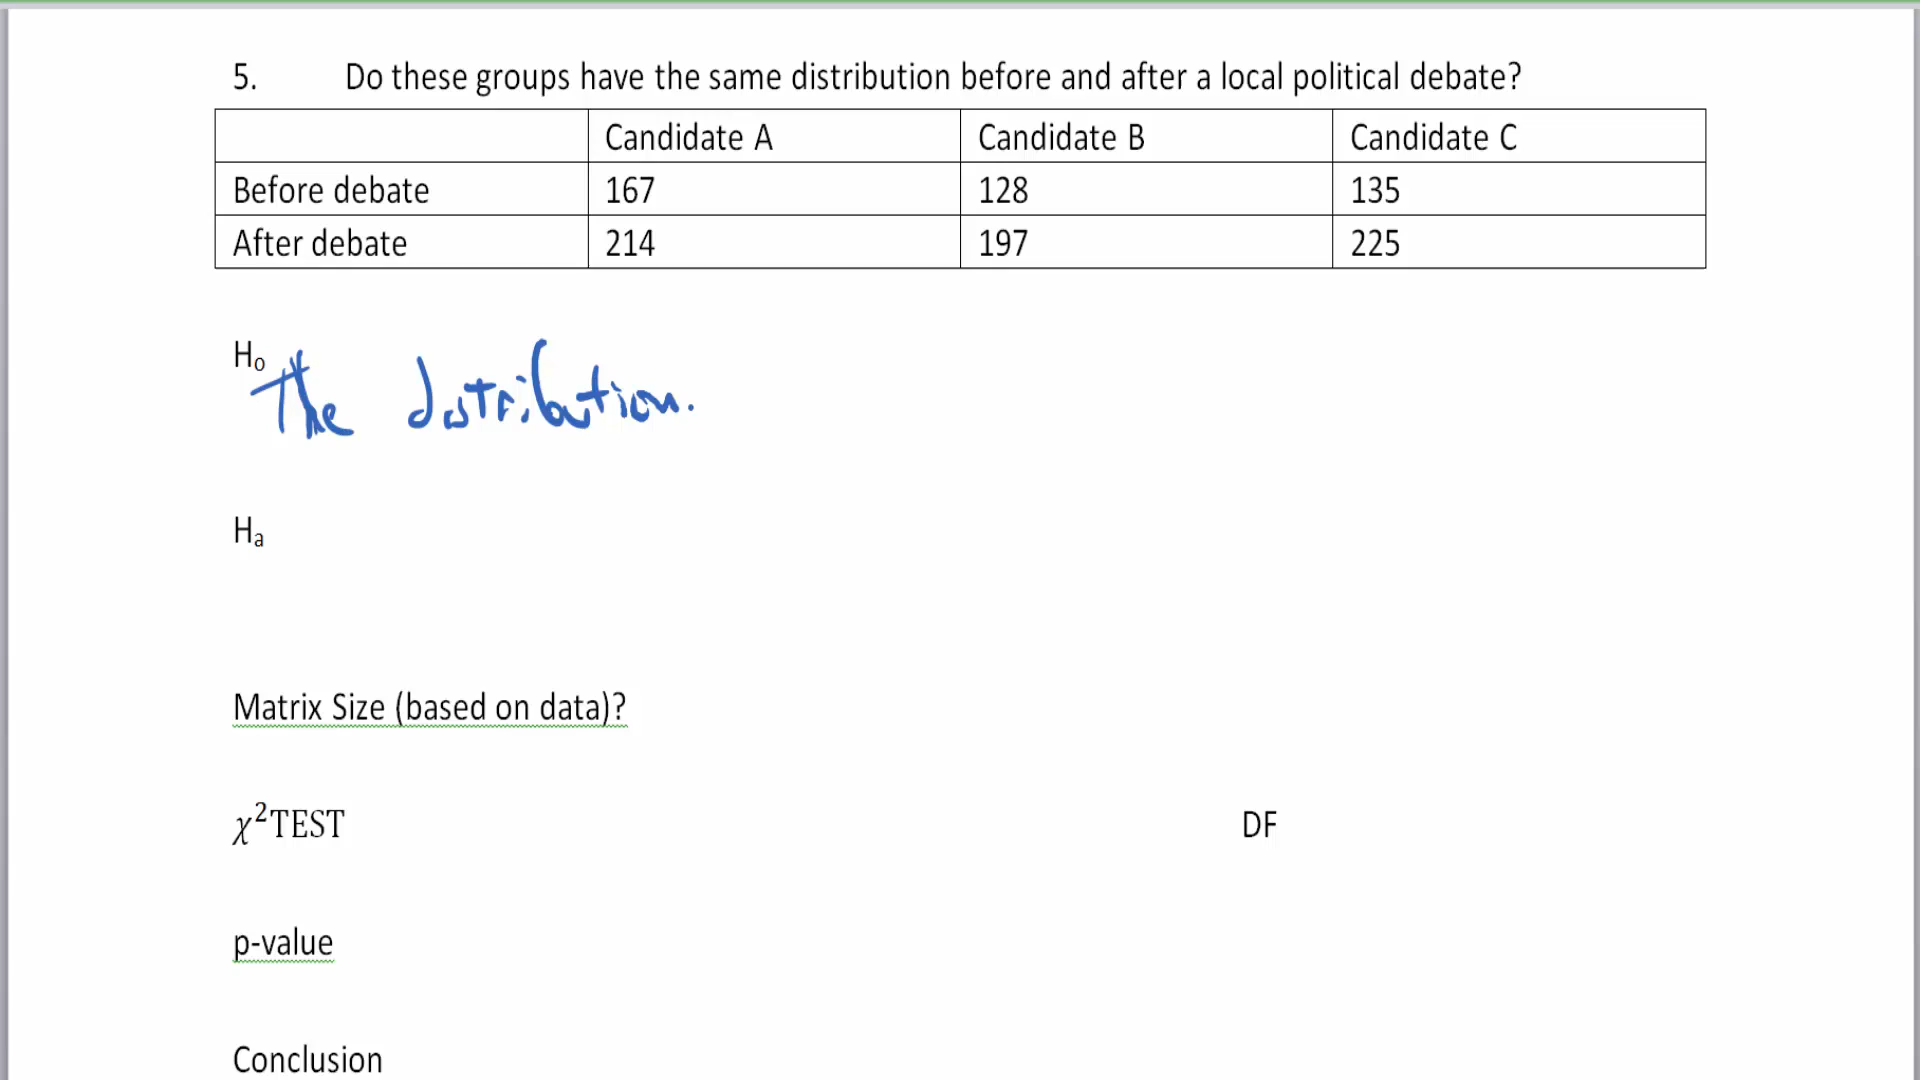 5. Do these groups have the same distribution before and after a local political debate?
Candidate A Candidate B Candidate C
Before debate 167 128 135
After debate 214 197 225
H₀
The distribution.
Hₐ
Matrix Size (based on data)?
χ²TEST DF
p-value
Conclusion